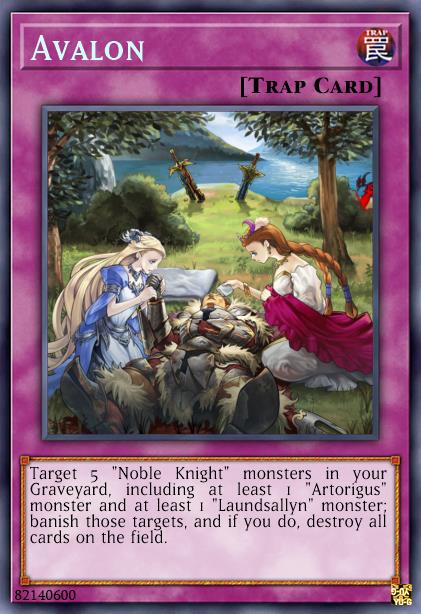 AVALON
TRAP
罠
[TRAP CARD]
Target 5 "Noble Knight" monsters in your
Graveyard, including at least 1 "Artorigus"
monster and at least 1 "Laundsallyn" monster;
banish those targets, and if you do, destroy all
cards on the field.
82140600